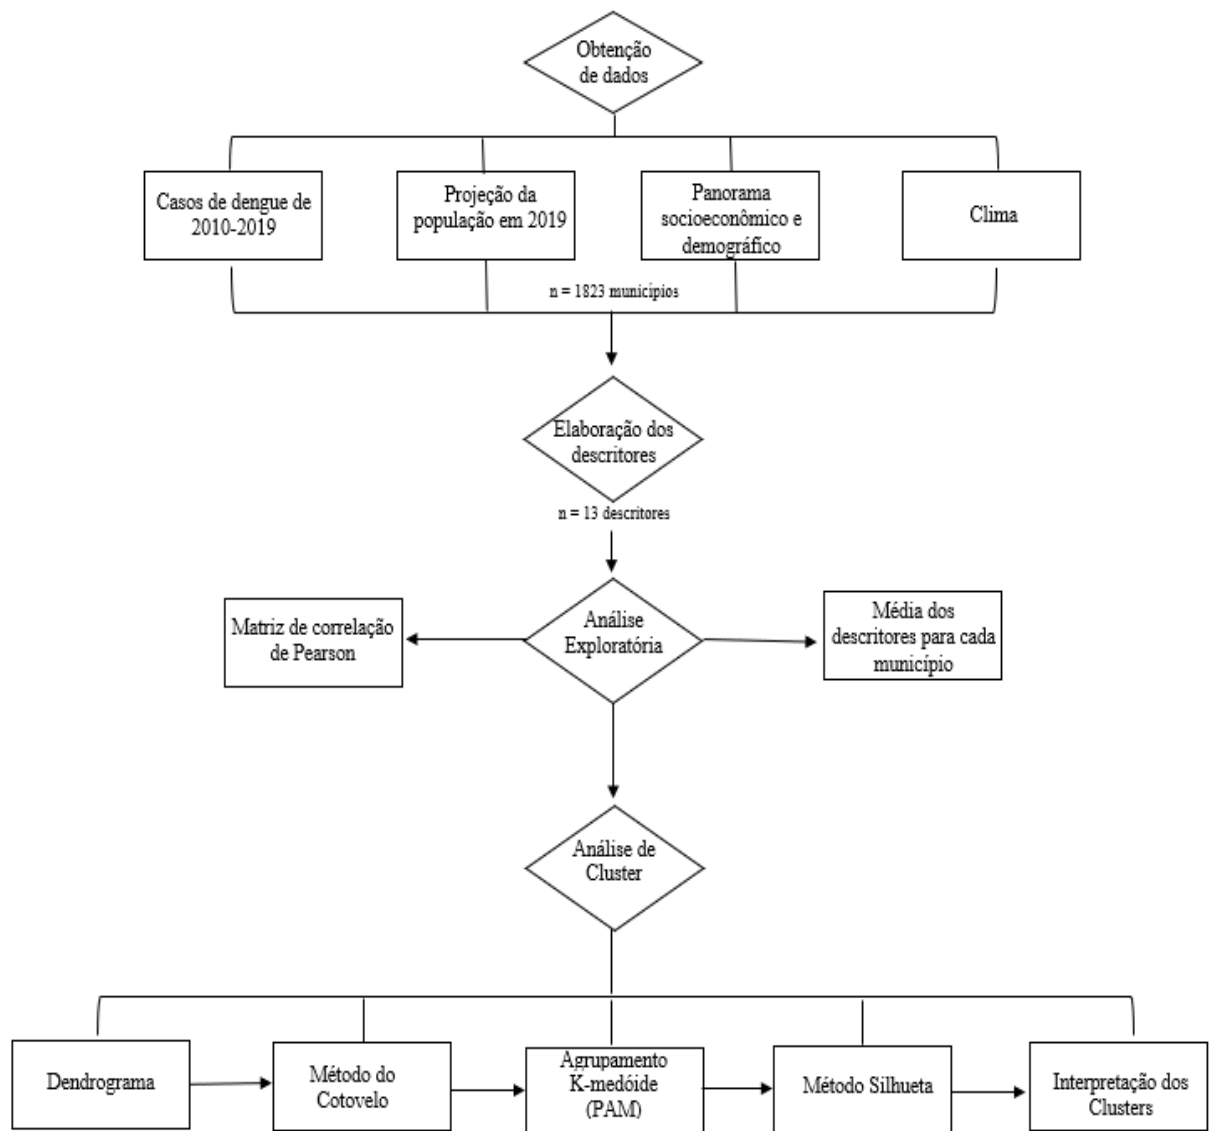 Obtenção
de dados
Casos de dengue de
2010-2019
Projeção da
população em 2019
Panorama
socioeconômico e
demográfico
Clima
n = 1823 municípios
Elaboração dos
descritores
n = 13 descritores
Matriz de correlação
de Pearson
Análise
Exploratória
Média dos
descritores para cada
município
Análise de
Cluster
Dendrograma
Método do
Cotovelo
Agrupamento
K-medóide
(PAM)
Método Silhueta
Interpretação dos
Clusters